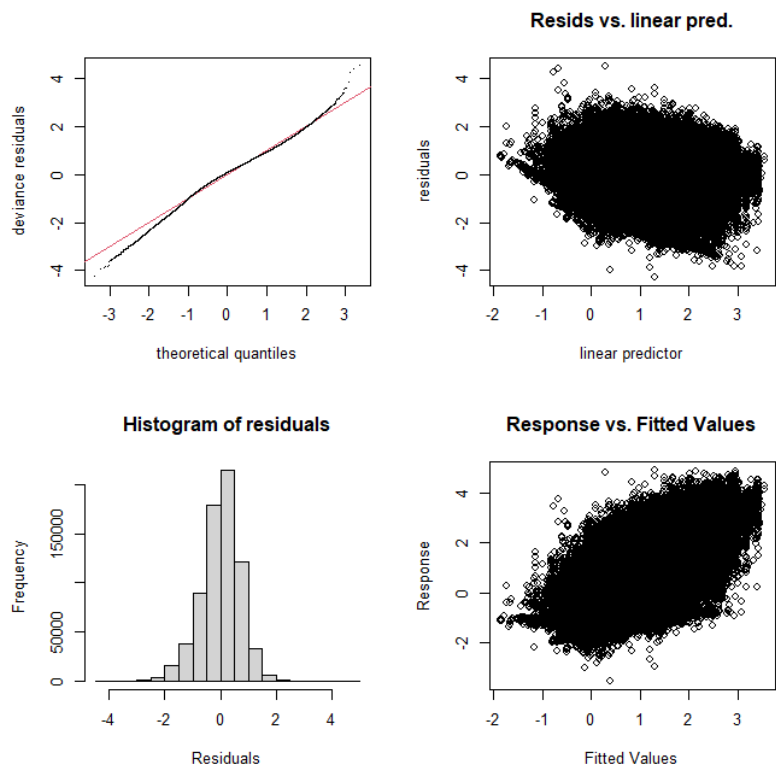 deviance residuals
4
2
0
-2
-4
-3 -2 -1 0 1 2 3
theoretical quantiles
Resids vs. linear pred.
residuals
4
2
0
-2
-4
-2 -1 0 1 2 3
linear predictor
Histogram of residuals
Frequency
150000
50000
0
-4 -2 0 2 4
Residuals
Response vs. Fitted Values
Response
4
2
0
-2
-2 -1 0 1 2 3
Fitted Values